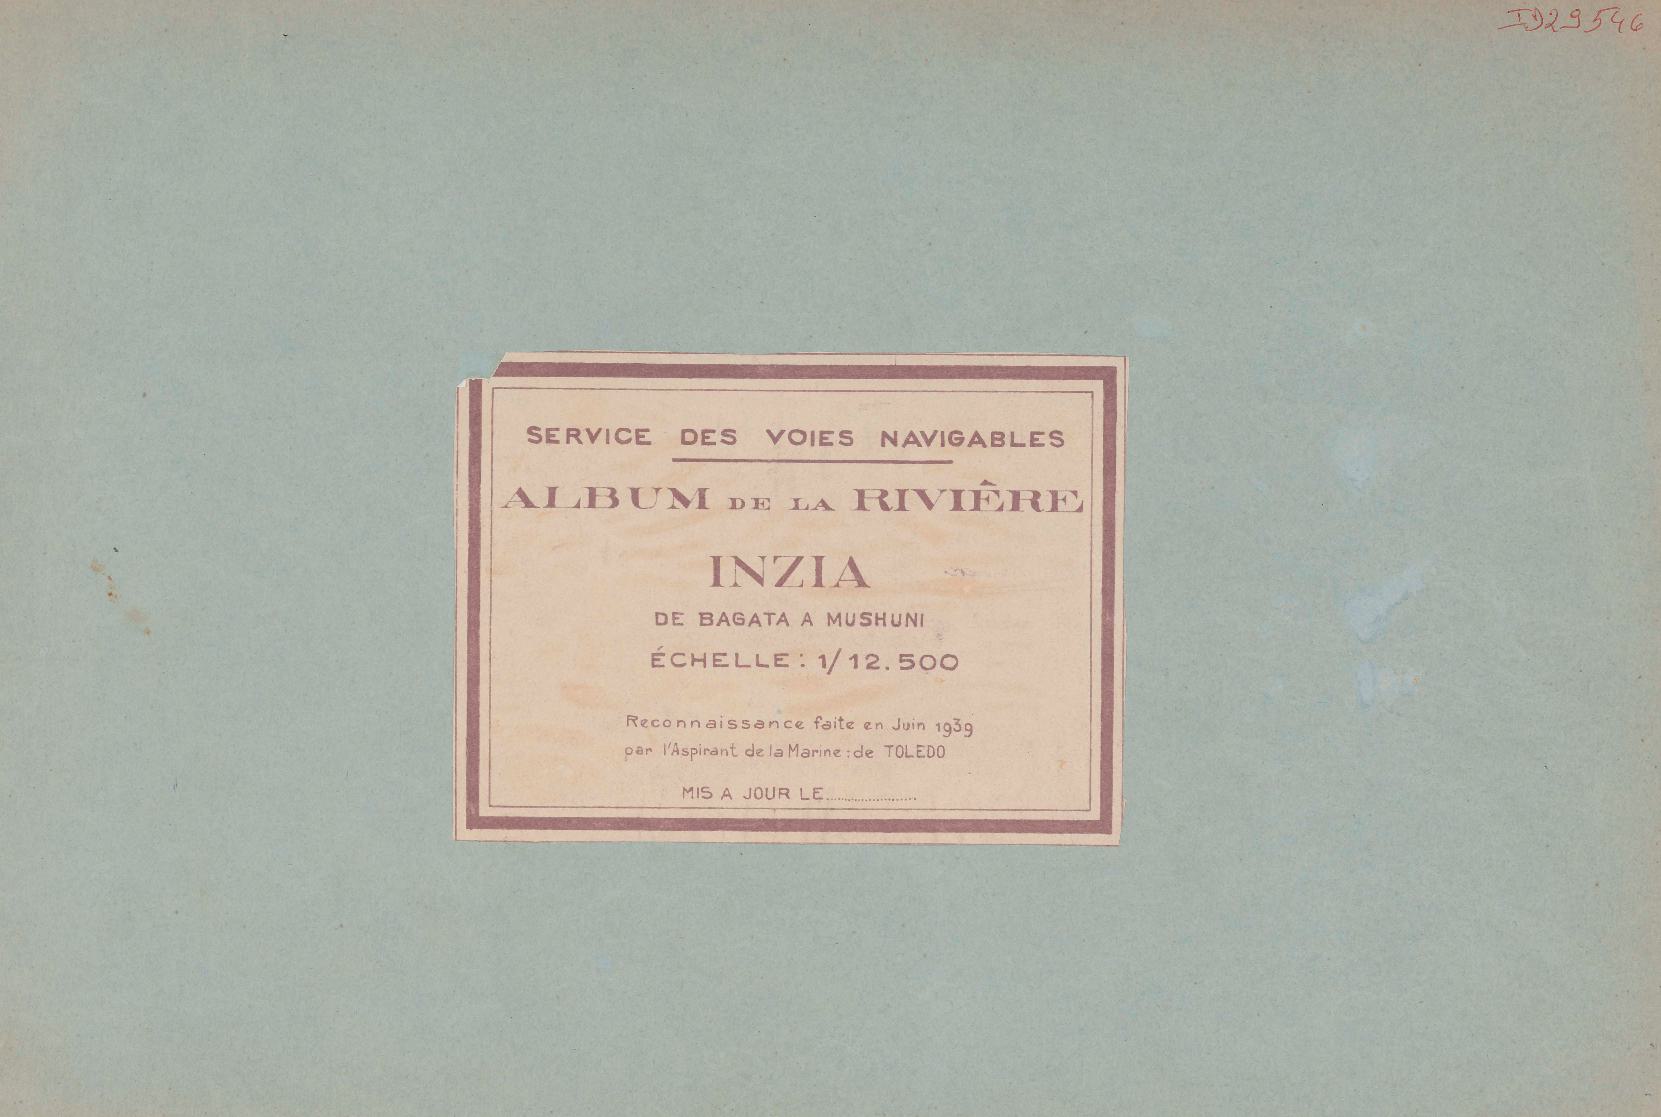 ID29546
SERVICE DES VOIES NAVIGABLES
ALBUM DE LA RIVIÊRE
INZIA
DE BAGATA A MUSHUNI
ÉCHELLE : 1/12.500
Reconnaissance faite en Juin 1939
par l'Aspirant de la Marine : de TOLEDO
MIS A JOUR LE....................